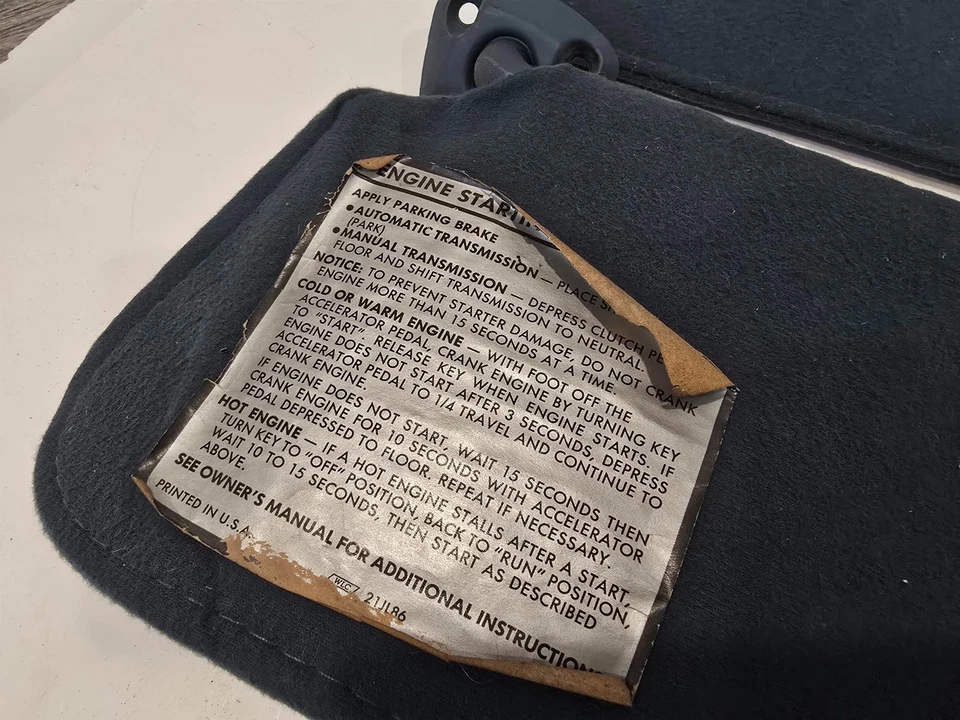 ENGINE
APPLY PARKING BRAKE
• AUTOMATIC TRANSMISSION — PLACE
(PARK)
• MANUAL TRANSMISSION — DEPRESS CLUTCH
FLOOR AND SHIFT TRANSMISSION TO NEUTRAL.
NOTICE: TO PREVENT STARTER DAMAGE, DO NOT CRANK
ENGINE MORE THAN 15 SECONDS AT A TIME.
COLD OR WARM ENGINE — WITH FOOT OFF THE
ACCELERATOR PEDAL, CRANK ENGINE BY TURNING KEY
TO "START". RELEASE KEY WHEN ENGINE STARTS. IF
ENGINE DOES NOT START AFTER 3 SECONDS, DEPRESS
ACCELERATOR PEDAL TO 1/4 TRAVEL AND CONTINUE TO
CRANK ENGINE.
IF ENGINE DOES NOT START, WAIT 15 SECONDS THEN
CRANK ENGINE FOR 10 SECONDS WITH ACCELERATOR
PEDAL DEPRESSED TO FLOOR. REPEAT IF NECESSARY.
HOT ENGINE — IF A HOT ENGINE STALLS AFTER A START,
TURN KEY TO "OFF" POSITION, BACK TO "RUN" POSITION,
WAIT 10 TO 15 SECONDS, THEN START AS DESCRIBED
ABOVE.
SEE OWNER'S MANUAL FOR ADDITIONAL INSTRUCTIONS
PRINTED IN U.S.A.
WLC 21JL86